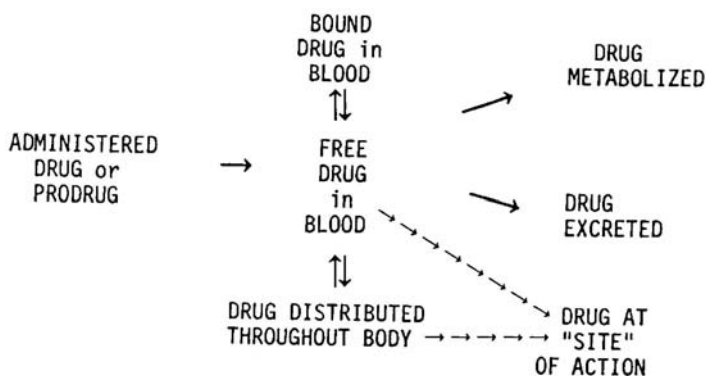 BOUND
DRUG in
BLOOD
DRUG
METABOLIZED
ADMINISTERED
DRUG or
PRODRUG
FREE
DRUG
in
BLOOD
DRUG
EXCRETED
DRUG DISTRIBUTED
THROUGHOUT BODY
DRUG AT
"SITE"
OF ACTION